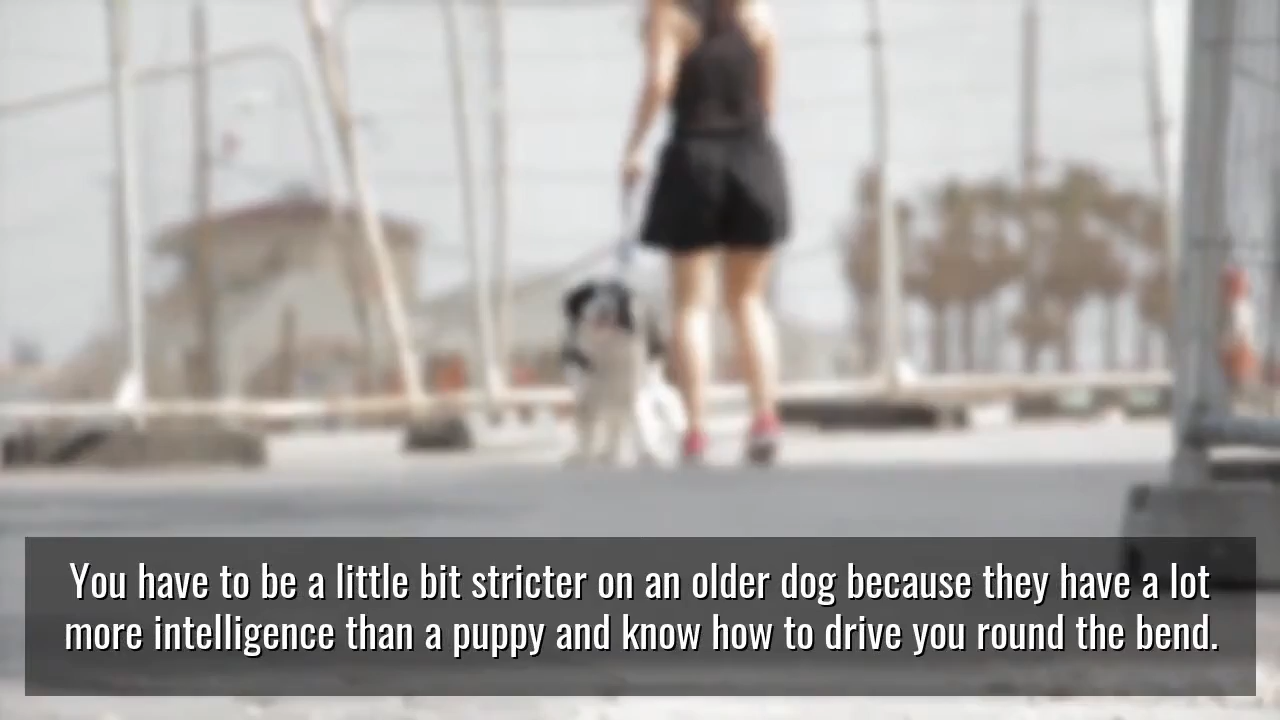 You have to be a little bit stricter on an older dog because they have a lot
more intelligence than a puppy and know how to drive you round the bend.